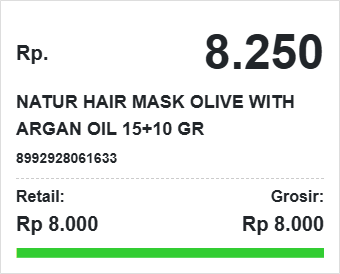 Rp. 8.250
NATUR HAIR MASK OLIVE WITH
ARGAN OIL 15+10 GR
8992928061633
Retail: Grosir:
Rp 8.000 Rp 8.000